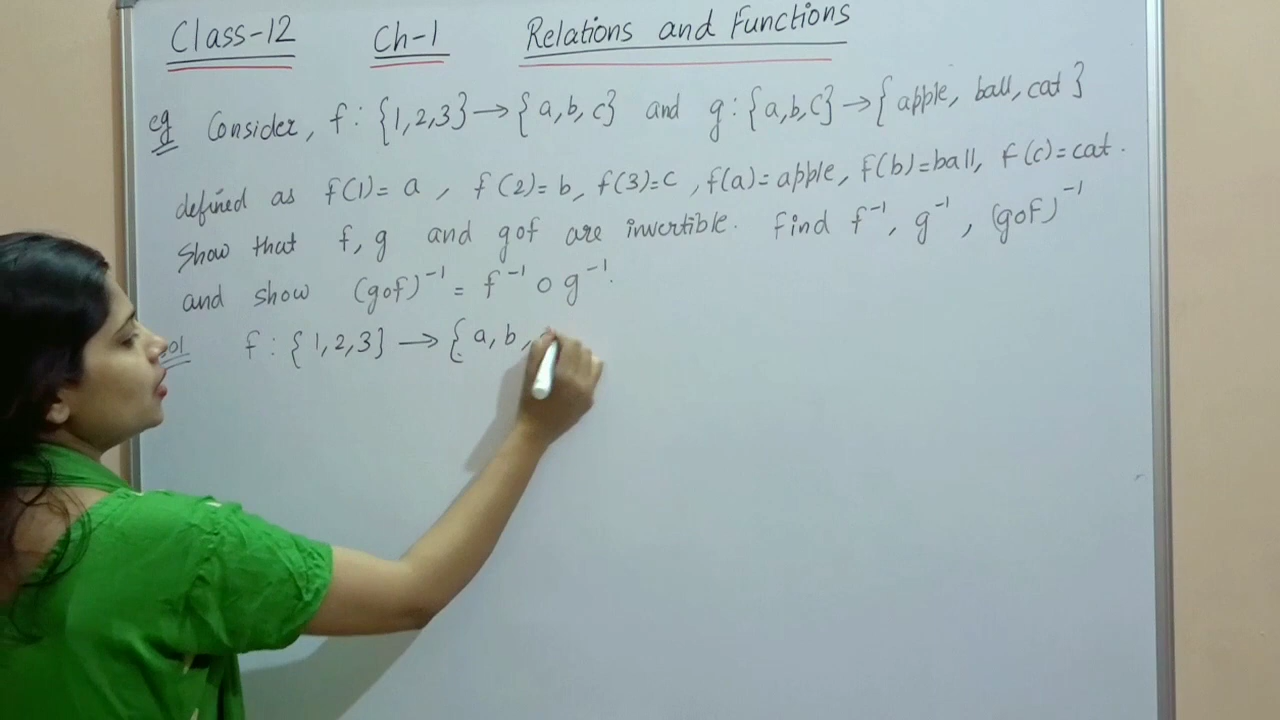 Class-12 Ch-1 Relations and Functions
eg Consider, f : {1,2,3} → {a,b,c} and g : {a,b,c} → {apple, ball, cat}
defined as f(1)= a , f(2)= b, f(3)=c , f(a)=apple, f(b)=ball, f(c)=cat.
Show that f, g and gof are invertible. Find f⁻¹, g⁻¹, (gof)⁻¹
and show (gof)⁻¹ = f⁻¹ o g⁻¹.
f : {1,2,3} → {a, b,